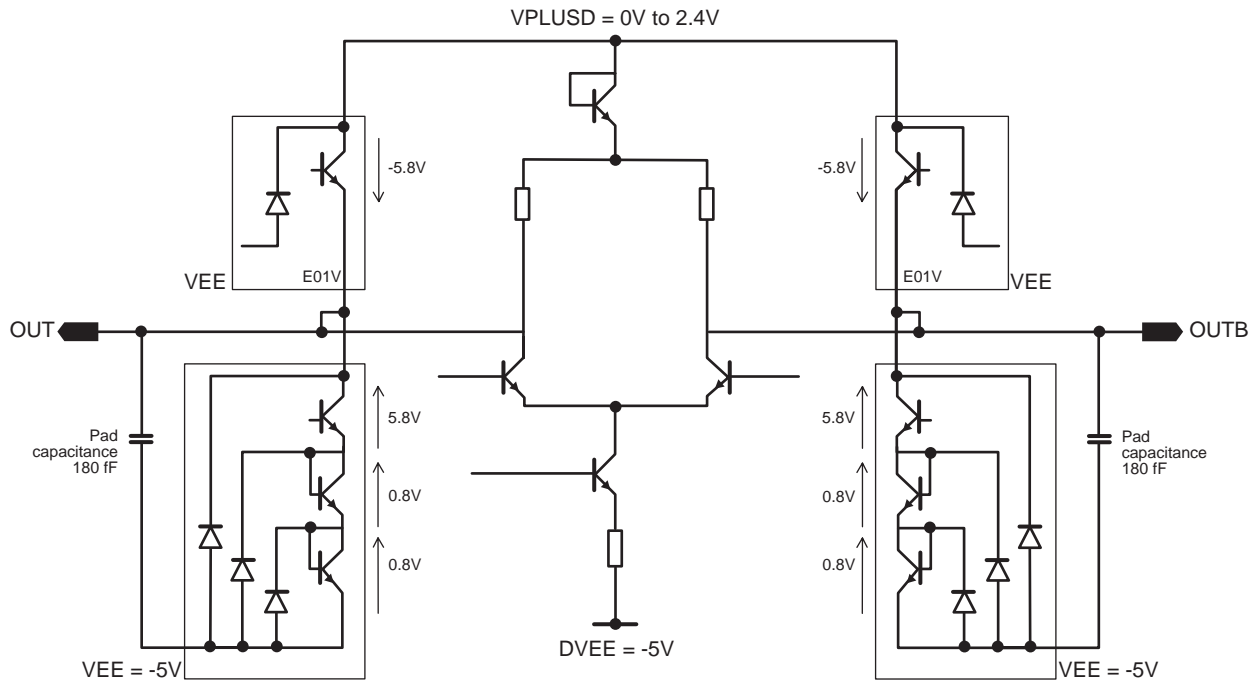 VPLUSD = 0V to 2.4V
-5.8V
-5.8V
E01V
VEE
E01V
VEE
OUT
OUTB
5.8V
5.8V
Pad
capacitance
180 fF
Pad
capacitance
180 fF
0.8V
0.8V
0.8V
0.8V
DVEE = -5V
VEE = -5V
VEE = -5V